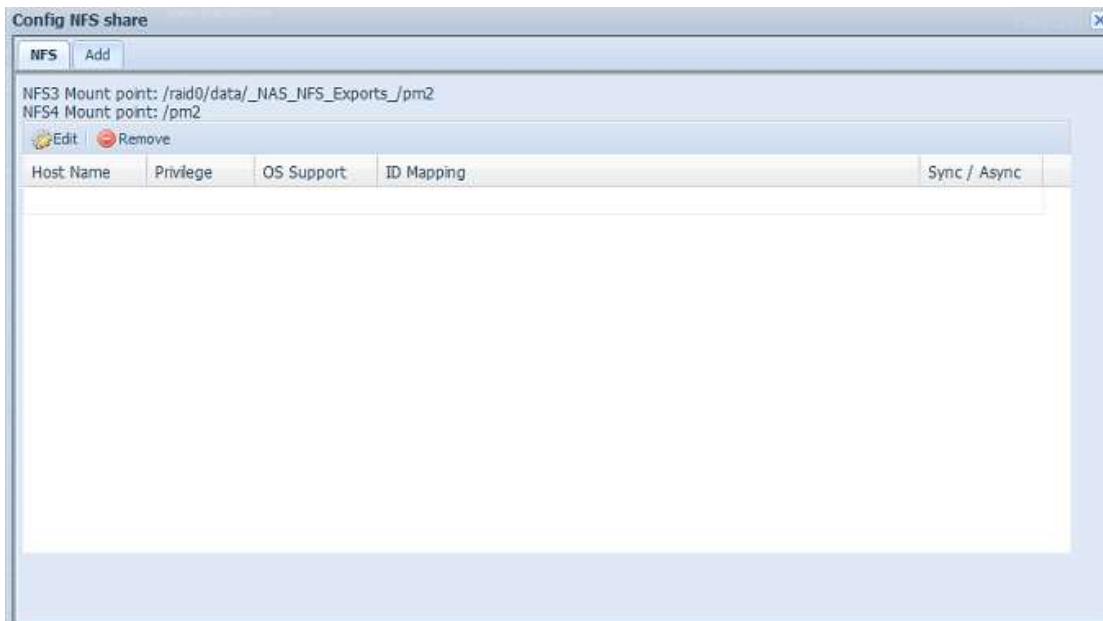 Config NFS share
NFS Add
NFS3 Mount point: /raid0/data/_NAS_NFS_Exports_/pm2
NFS4 Mount point: /pm2
Edit Remove
Host Name Privilege OS Support ID Mapping Sync / Async